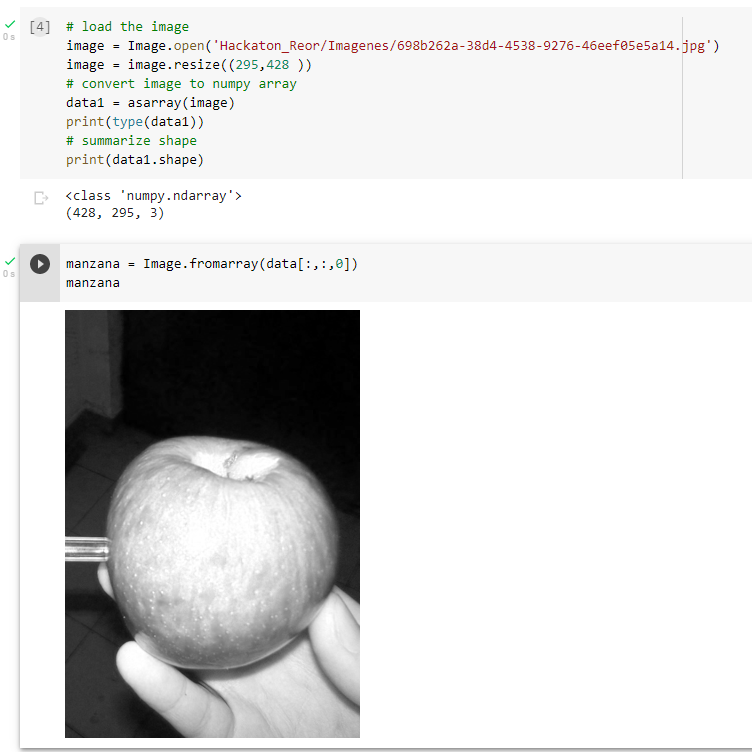 [4] # load the image
image = Image.open('Hackaton_Reor/Imagenes/698b262a-38d4-4538-9276-46eef05e5a14.jpg')
0s
image = image.resize((295,428 ))
# convert image to numpy array
data1 = asarray(image)
print(type(data1))
# summarize shape
print(data1.shape)
<class 'numpy.ndarray'>
(428, 295, 3)
manzana = Image.fromarray(data[:,:,0])
0s
manzana